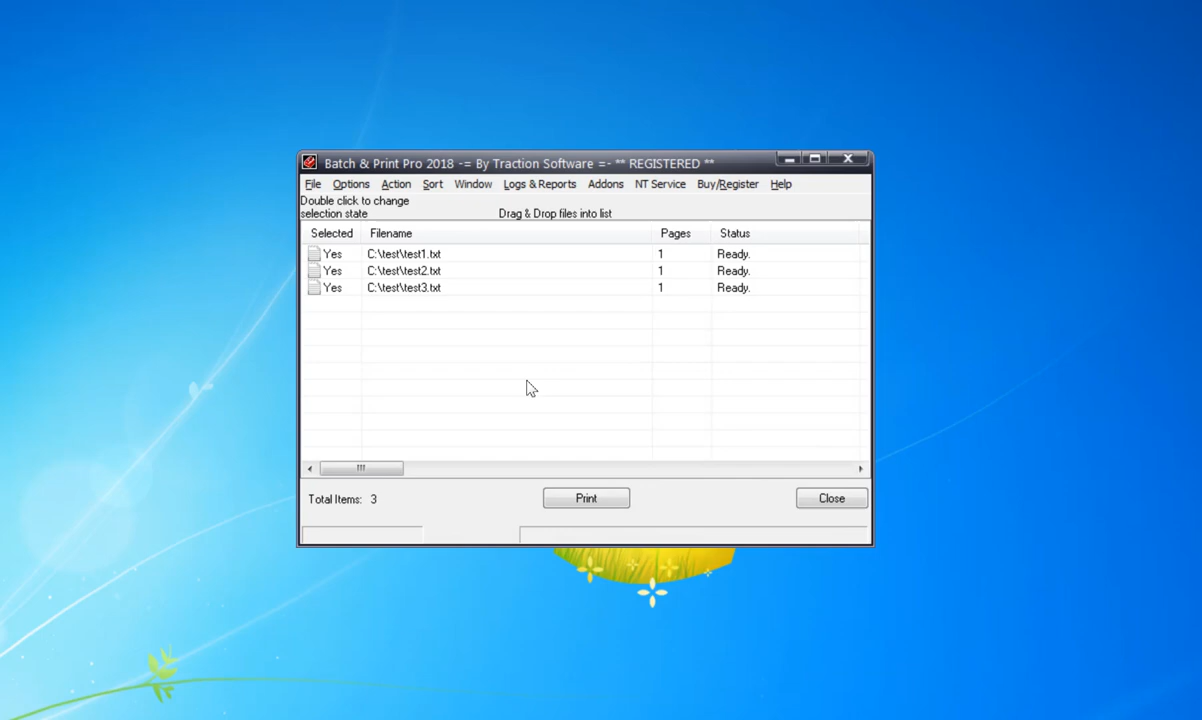 Batch & Print Pro 2018 -= By Traction Software =- ** REGISTERED **
File Options Action Sort Window Logs & Reports Addons NT Service Buy/Register Help
Double click to change
selection state Drag & Drop files into list
Selected Filename Pages Status
Yes C:\test\test1.txt 1 Ready.
Yes C:\test\test2.txt 1 Ready.
Yes C:\test\test3.txt 1 Ready.
Total Items: 3 Print Close